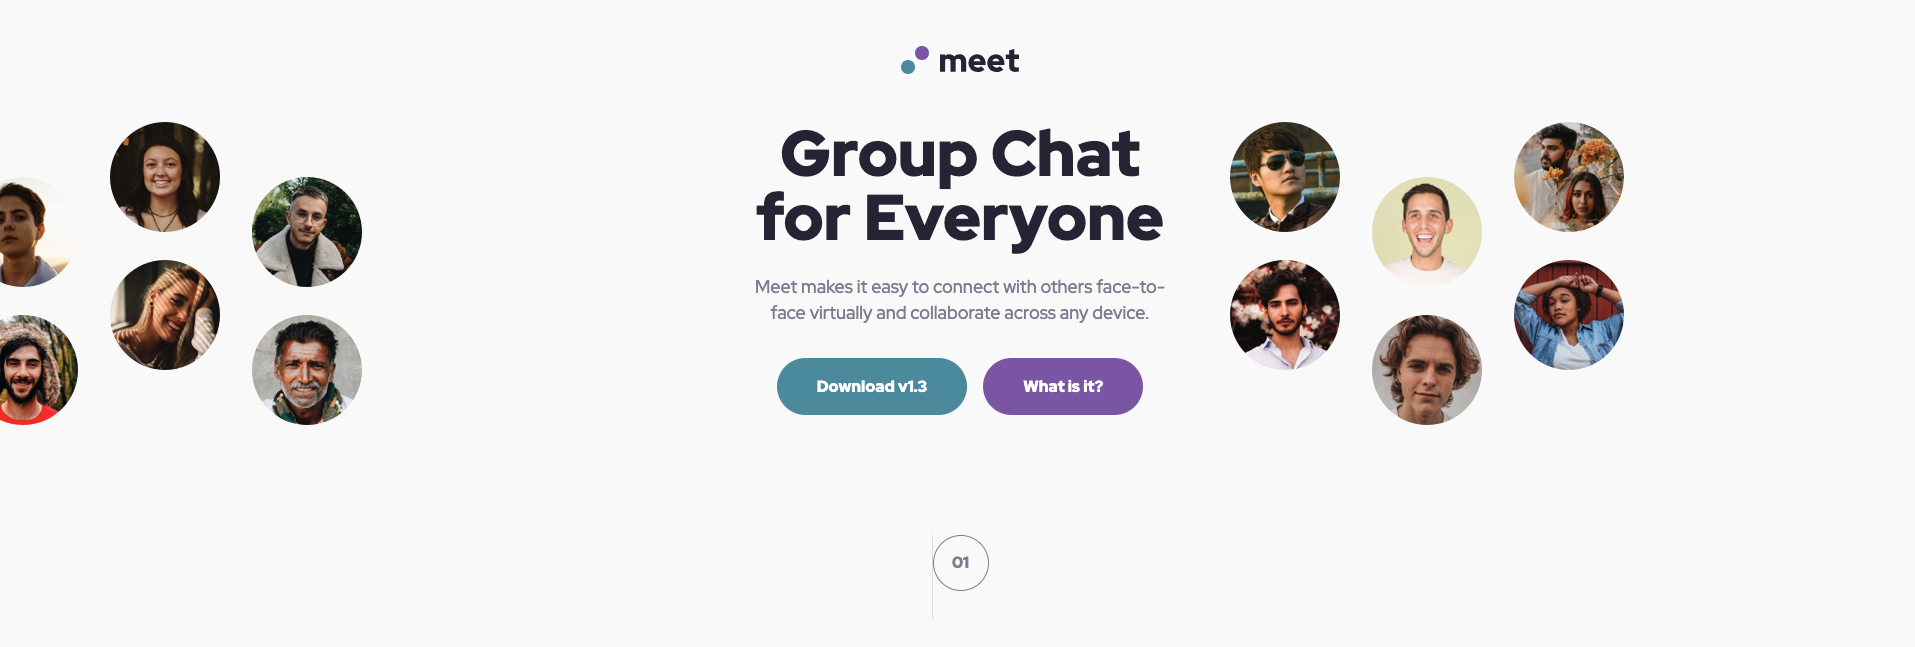 meet
Group Chat
for Everyone
Meet makes it easy to connect with others face-to-
face virtually and collaborate across any device.
Download v1.3
What is it?
01